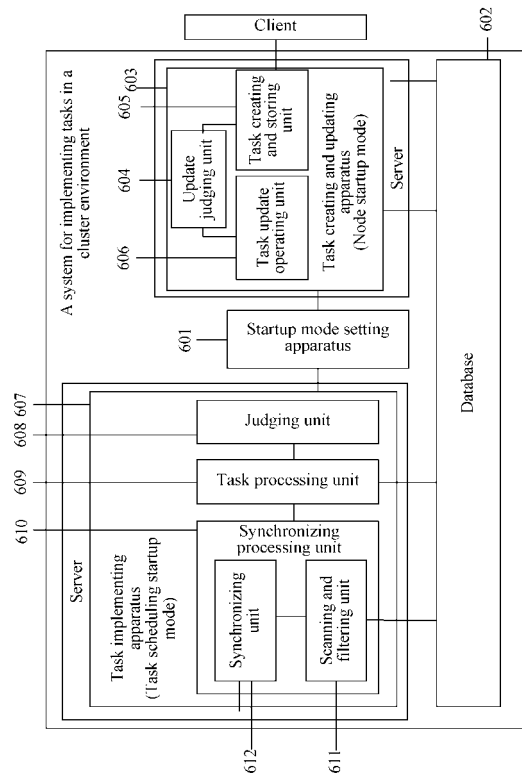 A system for implementing tasks in a
cluster environment
Server
Task implementing
apparatus
(Task scheduling startup
mode)
607
608
609
610
Judging unit
Task processing unit
Synchronizing
processing unit
Synchronizing
unit
Scanning and
filtering unit
612
611
601
Startup mode setting
apparatus
603
605
604
606
Update
judging unit
Task creating
and storing
unit
Task update
operating unit
Task creating and updating
apparatus
(Node startup mode)
Server
Client
602
Database